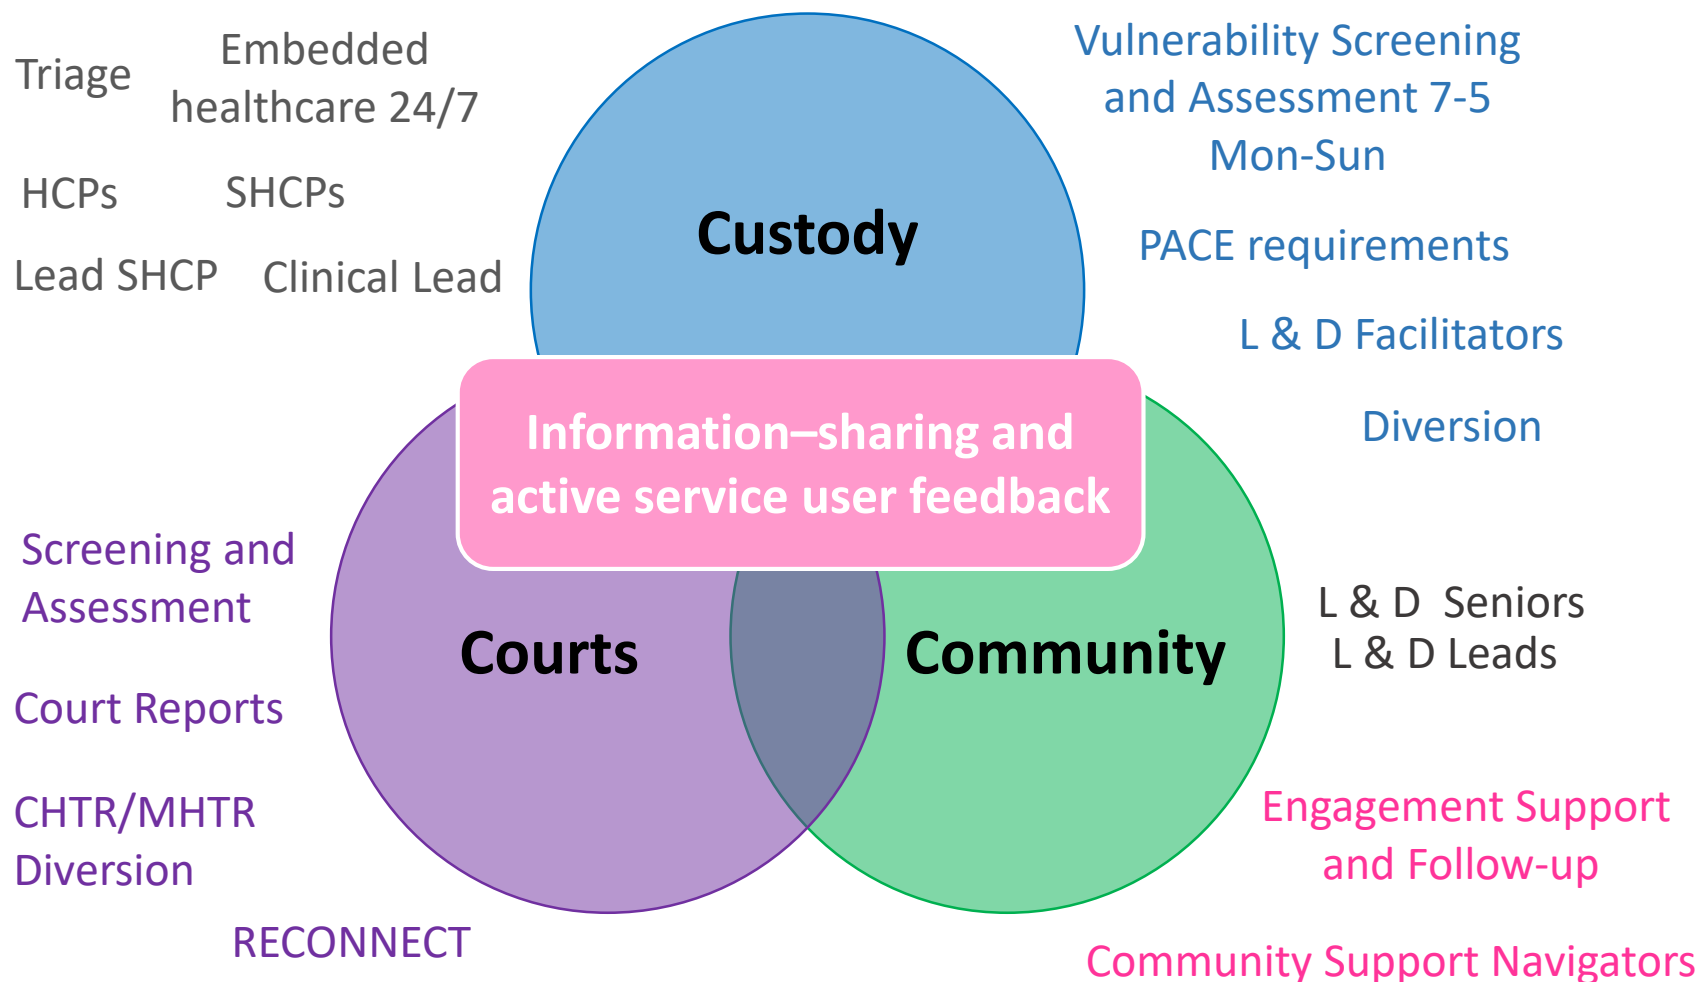 Triage
Embedded
healthcare 24/7
HCPs
SHCPs
Lead SHCP
Clinical Lead
Vulnerability Screening
and Assessment 7-5
Mon-Sun
PACE requirements
L & D Facilitators
Diversion
Custody
Information–sharing and
active service user feedback
Courts
Community
Screening and
Assessment
Court Reports
CHTR/MHTR
Diversion
RECONNECT
L & D Seniors
L & D Leads
Engagement Support
and Follow-up
Community Support Navigators